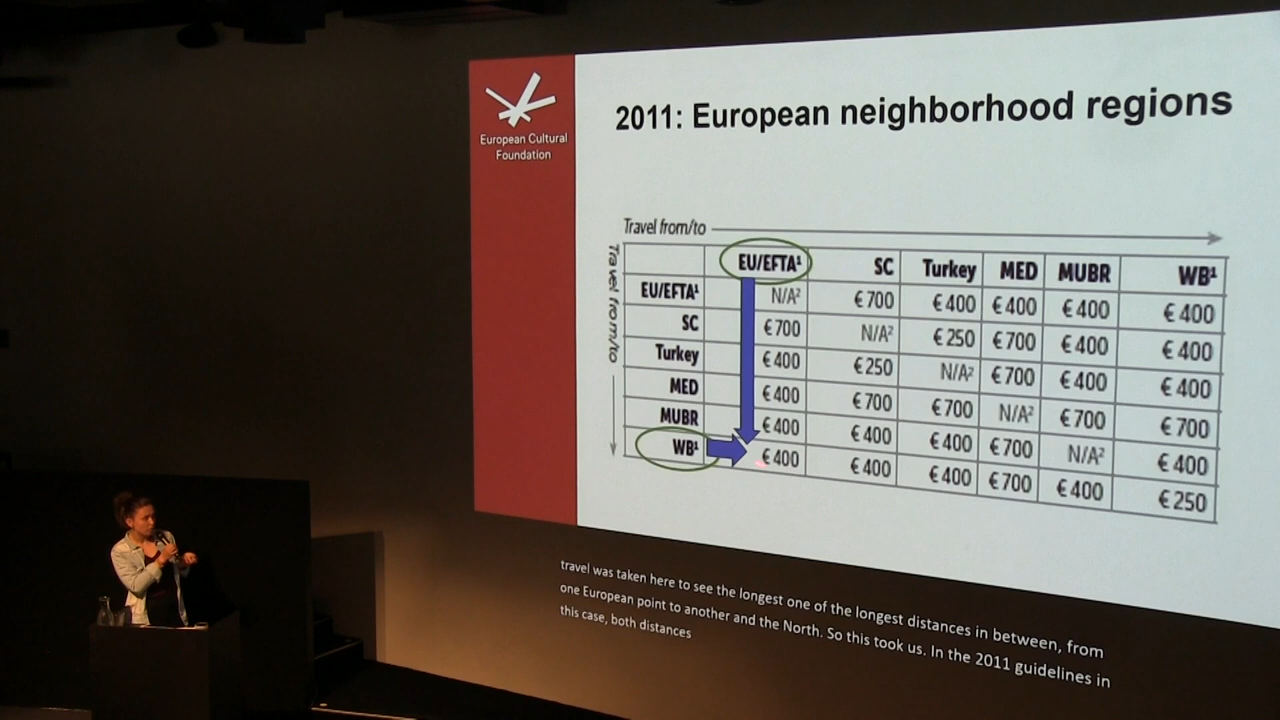 European Cultural
Foundation
2011: European neighborhood regions
Travel from/to
Travel from/to
EU/EFTA¹ SC Turkey MED MUBR WB¹
EU/EFTA¹ N/A² €700 €400 €400 €400 €400
SC €700 N/A² €250 €700 €400 €400
Turkey €400 €250 N/A² €700 €400 €400
MED €400 €700 €700 N/A² €700 €700
MUBR €400 €400 €400 €700 N/A² €400
WB¹ €400 €400 €400 €700 €400 €250
travel was taken here to see the longest one of the longest distances in between, from
one European point to another and the North. So this took us. In the 2011 guidelines in
this case, both distances